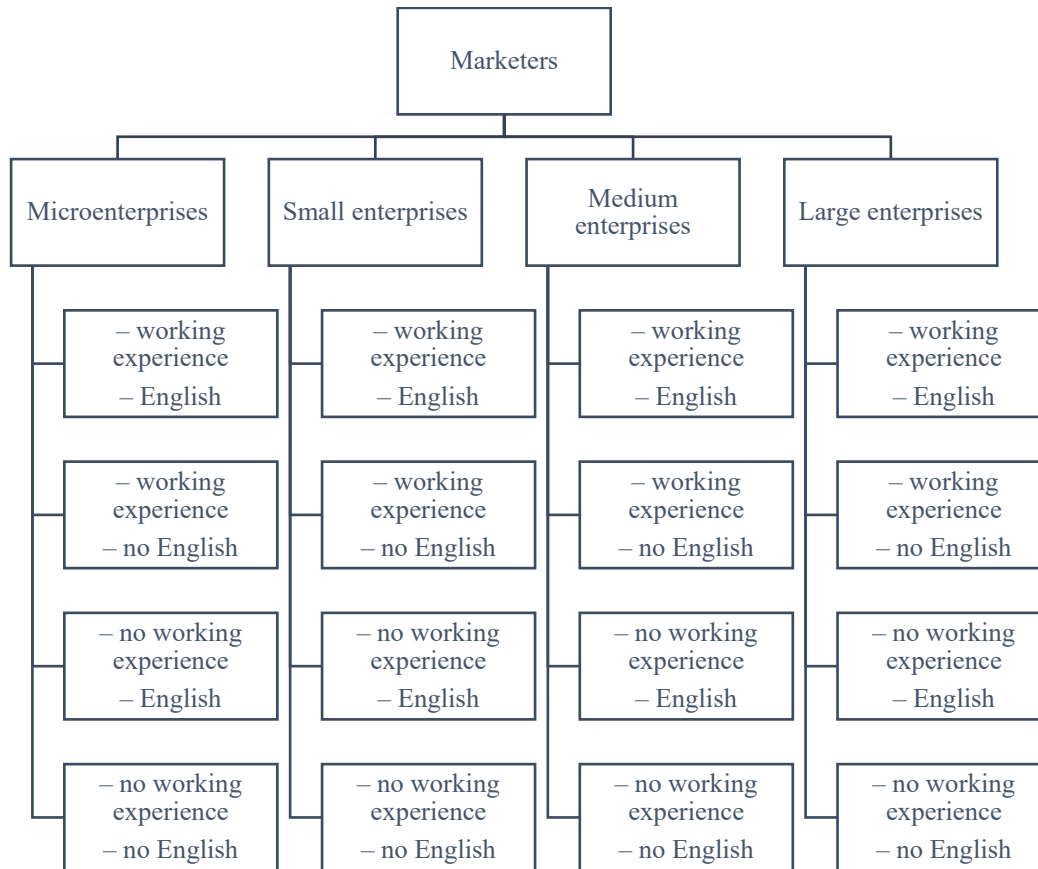 Marketers
Microenterprises
Small enterprises
Medium
enterprises
Large enterprises
– working
experience
– English
– working
experience
– English
– working
experience
– English
– working
experience
– English
– working
experience
– no English
– working
experience
– no English
– working
experience
– no English
– working
experience
– no English
– no working
experience
– English
– no working
experience
– English
– no working
experience
– English
– no working
experience
– English
– no working
experience
– no English
– no working
experience
– no English
– no working
experience
– no English
– no working
experience
– no English